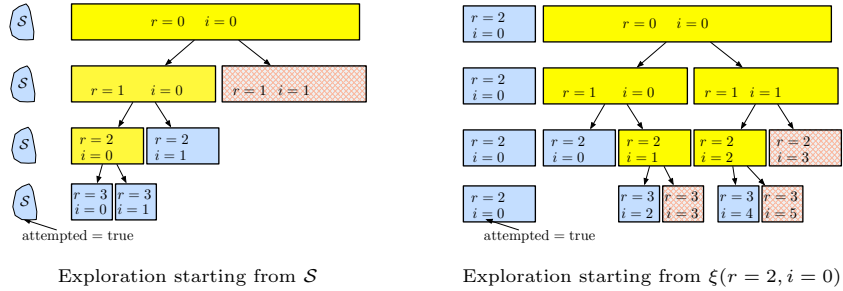 S
r = 0 i = 0
S
r = 1 i = 0
r = 1 i = 1
S
r = 2
i = 0
r = 2
i = 1
S
r = 3
i = 0
r = 3
i = 1
attempted = true
Exploration starting from S
r = 2
i = 0
r = 0 i = 0
r = 2
i = 0
r = 1 i = 0
r = 1 i = 1
r = 2
i = 0
r = 2
i = 0
r = 2
i = 1
r = 2
i = 2
r = 2
i = 3
r = 2
i = 0
r = 3
i = 2
r = 3
i = 3
r = 3
i = 4
r = 3
i = 5
attempted = true
Exploration starting from ξ(r = 2, i = 0)